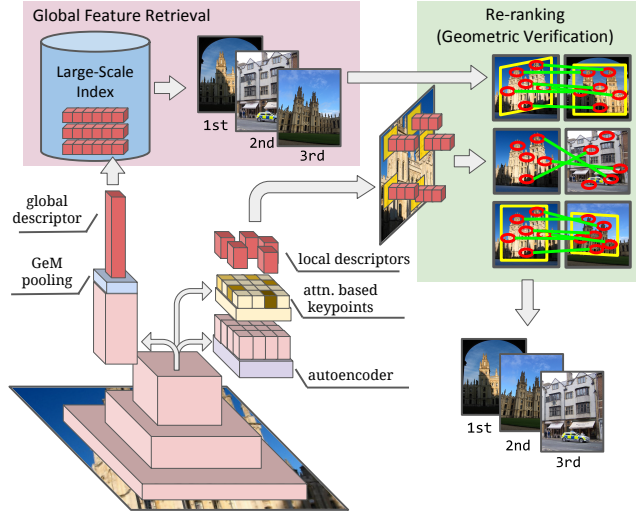 Global Feature Retrieval
Large-Scale
Index
1st
2nd
3rd
Re-ranking
(Geometric Verification)
global
descriptor
GeM
pooling
local descriptors
attn. based
keypoints
autoencoder
1st
2nd
3rd